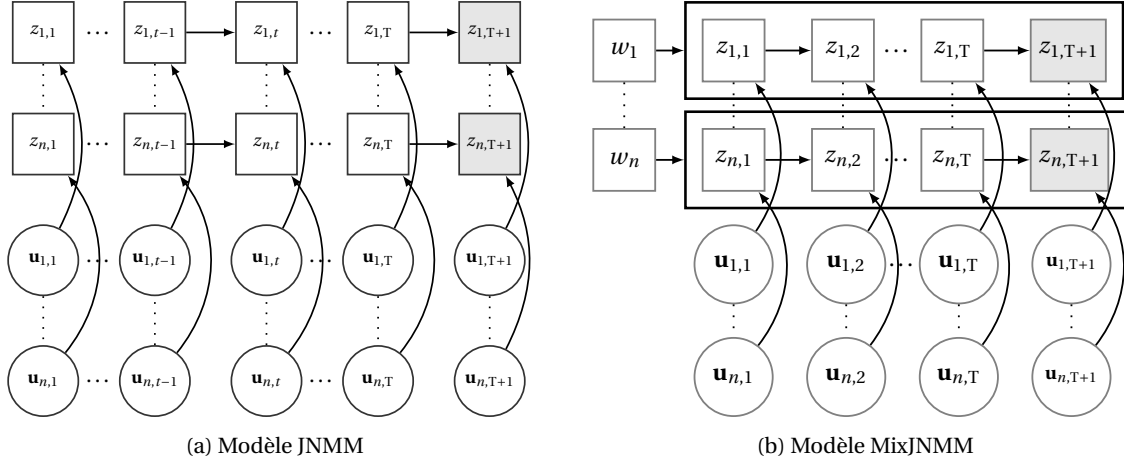 z1,1 ··· z1,t−1 z1,t ··· z1,T z1,T+1
zn,1 ··· zn,t−1 zn,t ··· zn,T zn,T+1
u1,1 ··· u1,t−1 u1,t ··· u1,T u1,T+1
un,1 ··· un,t−1 un,t ··· un,T un,T+1
(a) Modèle JNMM
w1 z1,1 z1,2 ··· z1,T z1,T+1
wn zn,1 zn,2 ··· zn,T zn,T+1
u1,1 u1,2 ··· u1,T u1,T+1
un,1 un,2 un,T un,T+1
(b) Modèle MixJNMM